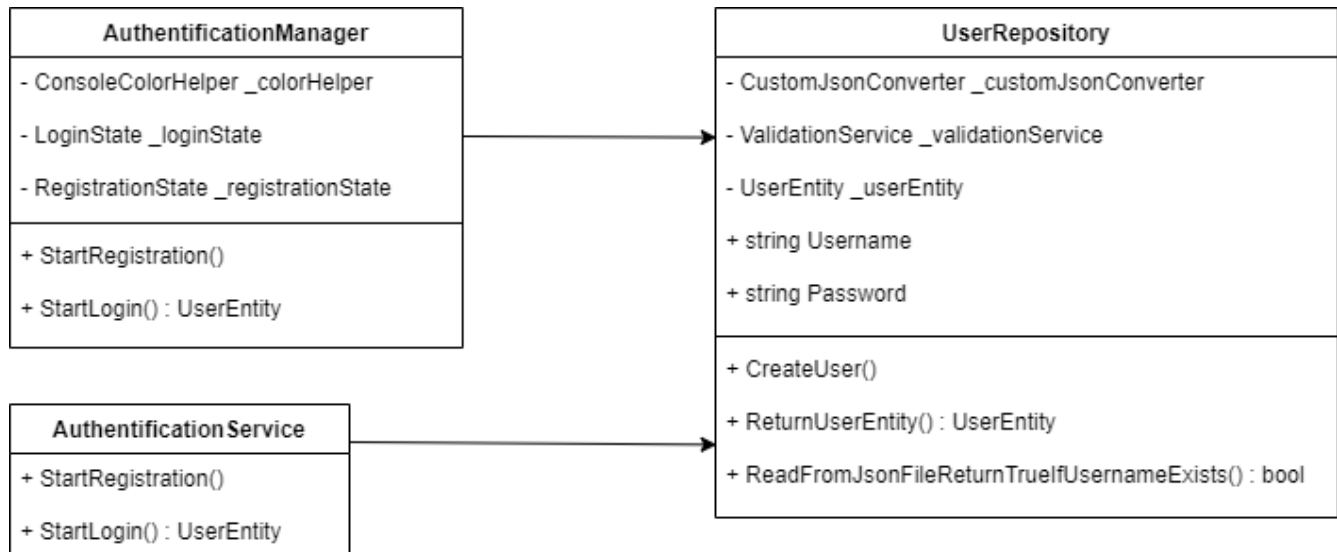 AuthentificationManager
- ConsoleColorHelper _colorHelper
- LoginState _loginState
- RegistrationState _registrationState
+ StartRegistration()
+ StartLogin() : UserEntity
UserRepository
- CustomJsonConverter _customJsonConverter
- ValidationService _validationService
- UserEntity _userEntity
+ string Username
+ string Password
+ CreateUser()
+ ReturnUserEntity() : UserEntity
+ ReadFromJsonFileReturnTrueIfUsernameExists() : bool
AuthentificationService
+ StartRegistration()
+ StartLogin() : UserEntity